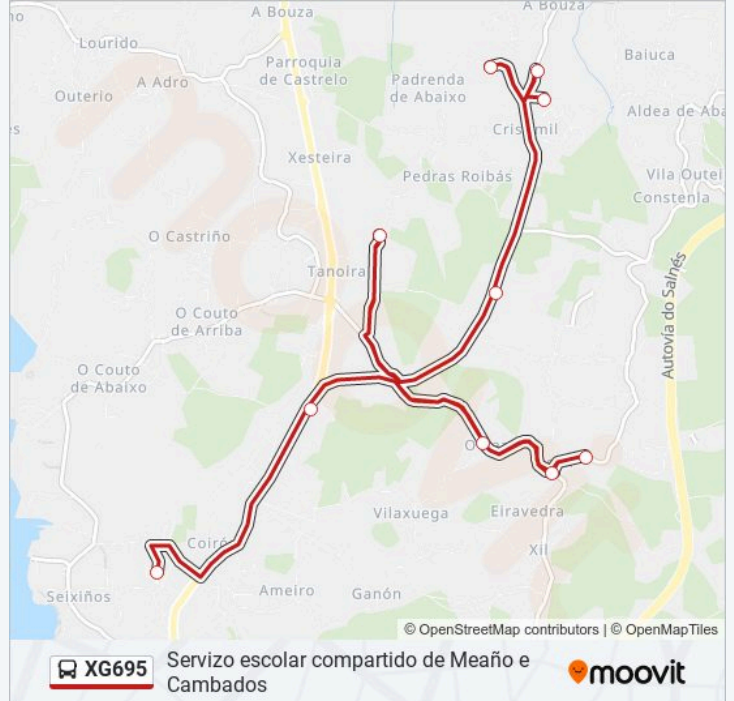 A Bouza
A Bouza
Lourido
Parroquia
de Castrelo
Baiuca
A Adro
Padrenda
de Abaixo
Outerio
Aldea de Aba
Xesteira
Pedras Roibás
Vila Outei
Constenla
O Castriño
Tanoira
Autovía do Salnés
O Couto
de Arriba
O Couto
de Abaixo
Vilaxuega
Eiravedra
Xil
Seixiños
Ameiro
Ganón
moovit
© OpenStreetMap contributors | © OpenMapTiles
XG695
Servizo escolar compartido de Meaño e
Cambados
moovit